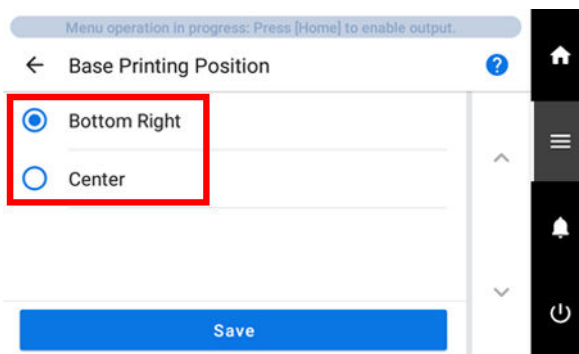 Menu operation in progress: Press [Home] to enable output.
Base Printing Position
?
Bottom Right
Center
Save